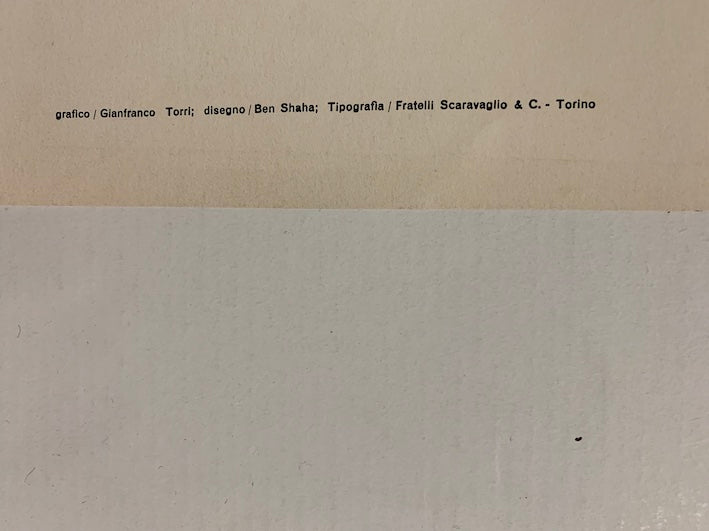 grafico / Gianfranco Torri; disegno / Ben Shaha; Tipografia / Fratelli Scaravaglio & C. - Torino